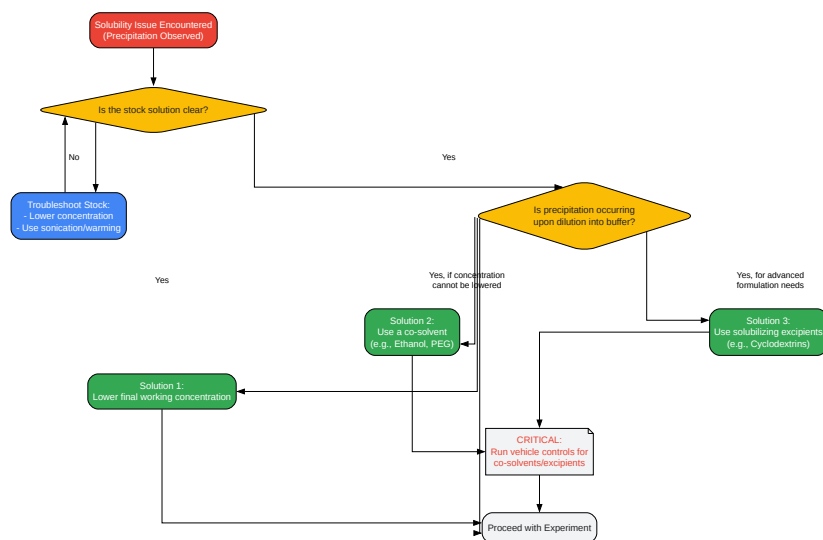 Solubility Issue Encountered
(Precipitation Observed)
Is the stock solution clear?
No
Yes
Troubleshoot Stock:
- Lower concentration
- Use sonication/warming
Is precipitation occurring
upon dilution into buffer?
Yes
Yes, if concentration
cannot be lowered
Yes, for advanced
formulation needs
Solution 2:
Use a co-solvent
(e.g., Ethanol, PEG)
Solution 3:
Use solubilizing excipients
(e.g., Cyclodextrins)
Solution 1:
Lower final working concentration
CRITICAL:
Run vehicle controls for
co-solvents/excipients
Proceed with Experiment